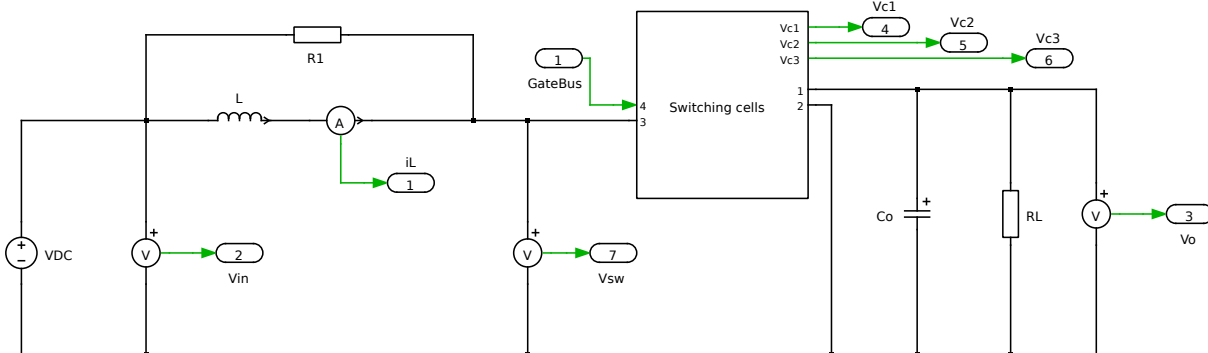 Vc1
Vc1
4
Vc2
Vc2
5
Vc3
Vc3
6
R1
1
GateBus
4
3
Switching cells
1
2
L
A
iL
1
VDC
+
−
+
V
2
Vin
+
V
7
Vsw
+
Co
RL
+
V
3
Vo